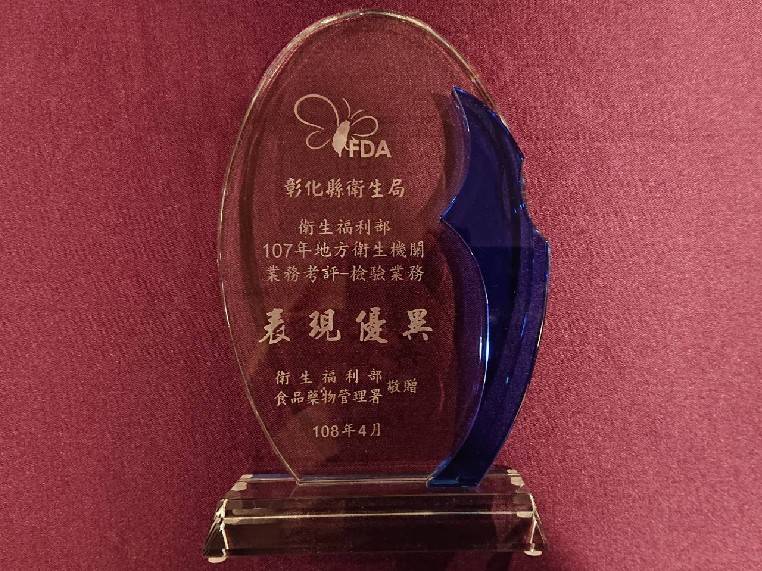 FDA
彰化縣衛生局
衛生福利部
107年地方衛生機關
業務考評-檢驗業務
表現優異
衛生福利部
食品藥物管理署 敬贈
108年4月